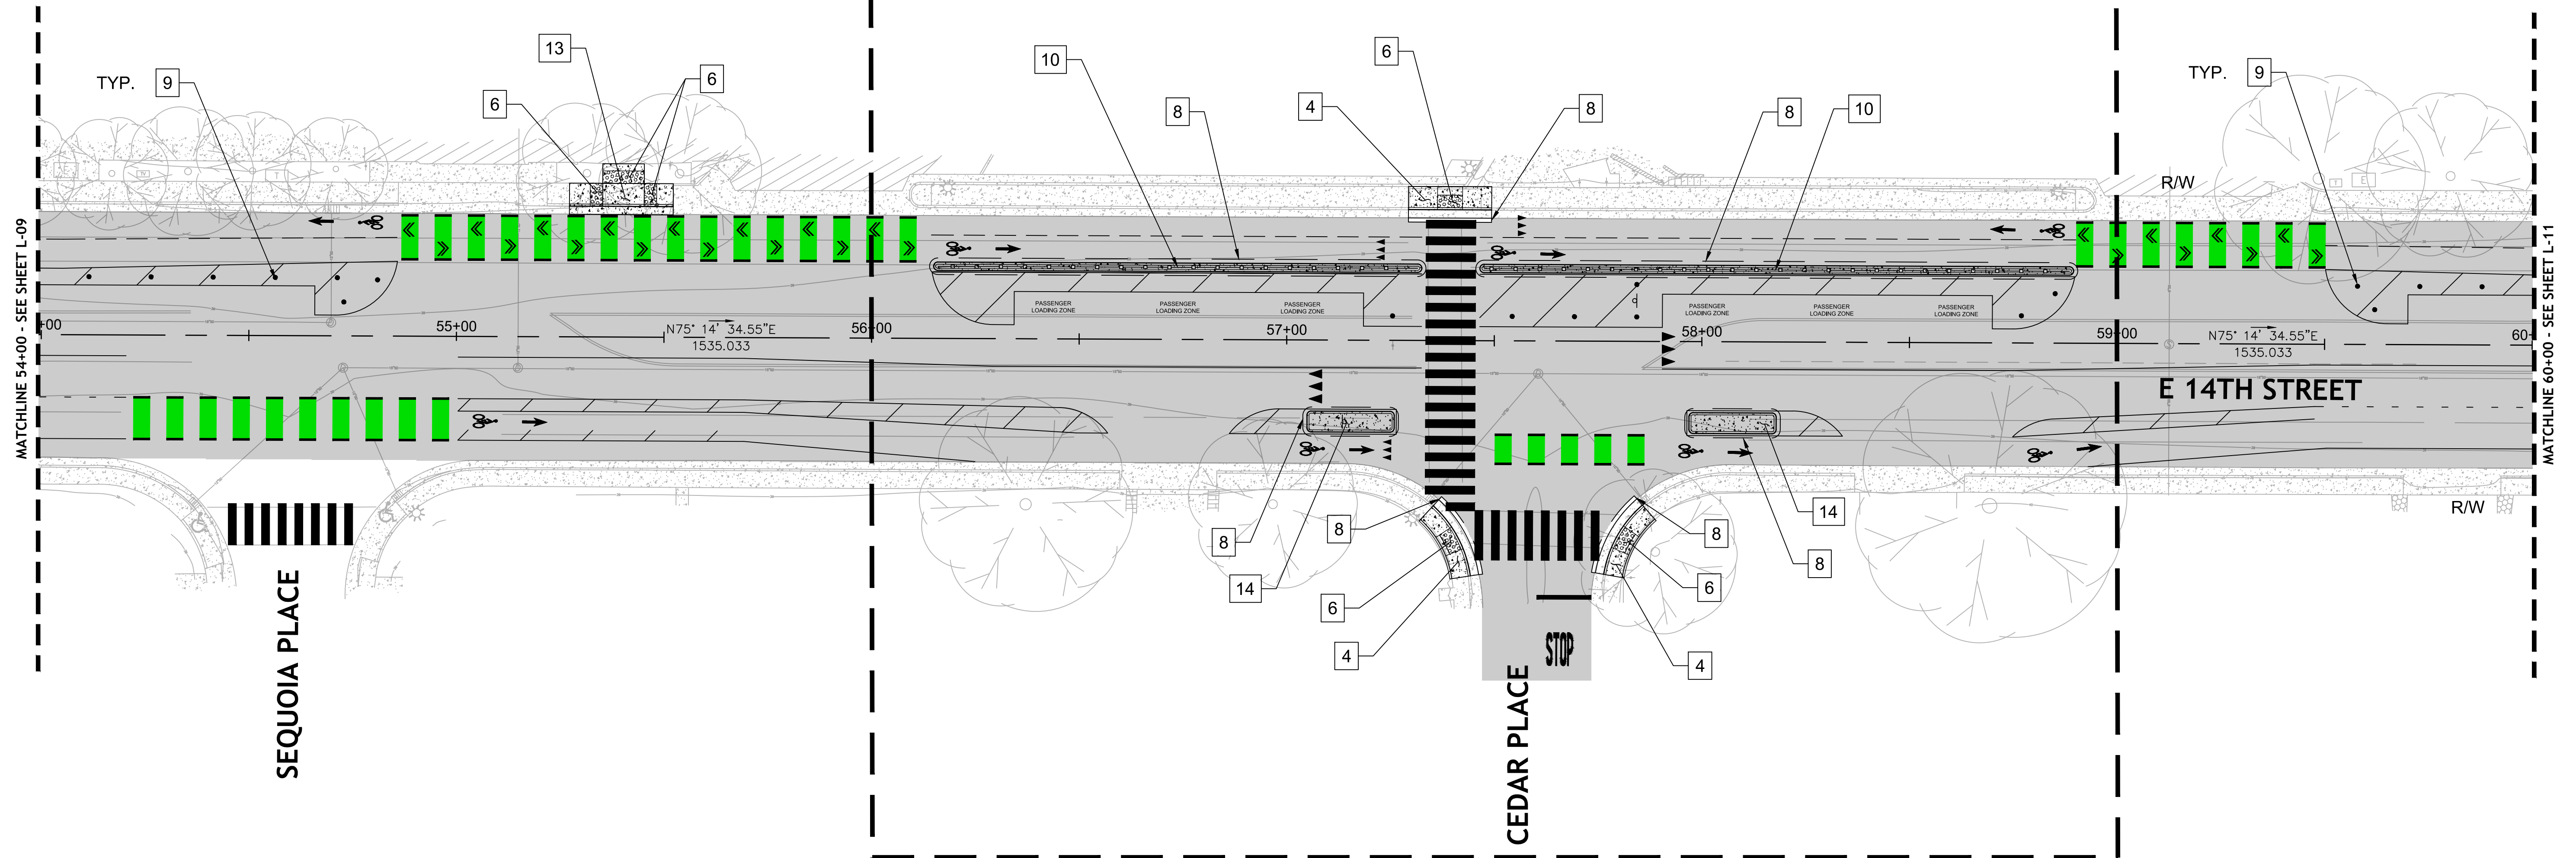 13
6
6
TYP. 9
10
8
6
4
8
8
10
TYP. 9
R/W
MATCHLINE 54+00 - SEE SHEET L-09
MATCHLINE 60+00 - SEE SHEET L-11
PASSENGER
LOADING ZONE
PASSENGER
LOADING ZONE
PASSENGER
LOADING ZONE
PASSENGER
LOADING ZONE
PASSENGER
LOADING ZONE
PASSENGER
LOADING ZONE
+00
55+00
N75° 14' 34.55"E
1535.033
56+00
57+00
58+00
59+00
N75° 14' 34.55"E
1535.033
60+
E 14TH STREET
R/W
8
14
8
6
4
8
6
4
14
8
STOP
SEQUOIA PLACE
CEDAR PLACE